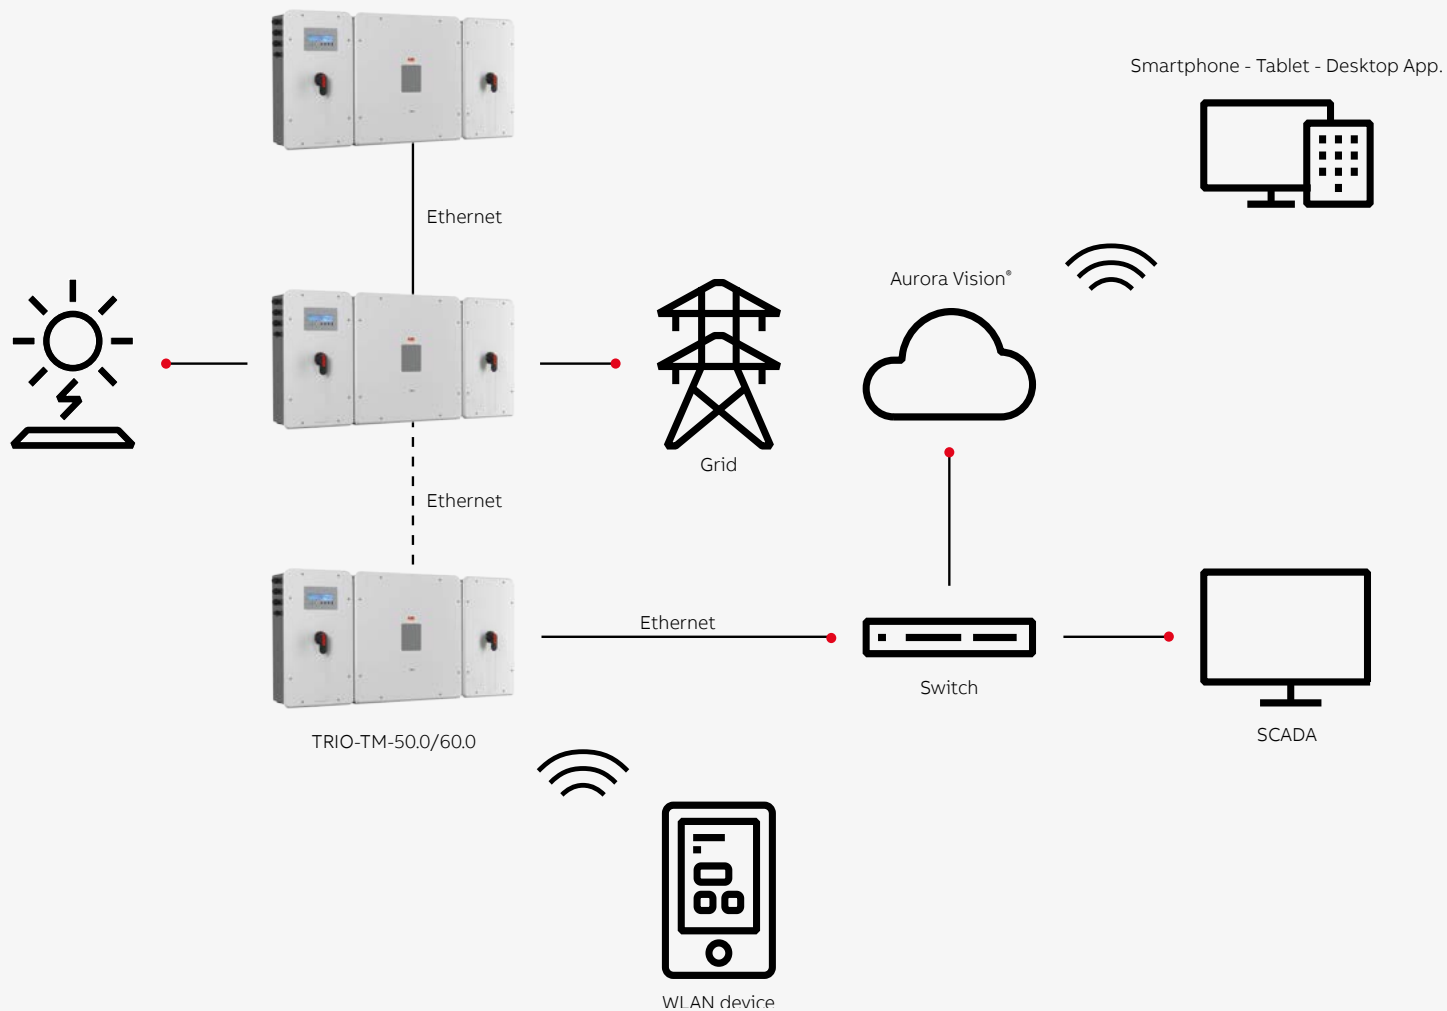 Smartphone - Tablet - Desktop App.
Ethernet
Aurora Vision®
Grid
Ethernet
Ethernet
Switch
TRIO-TM-50.0/60.0
SCADA
WLAN device